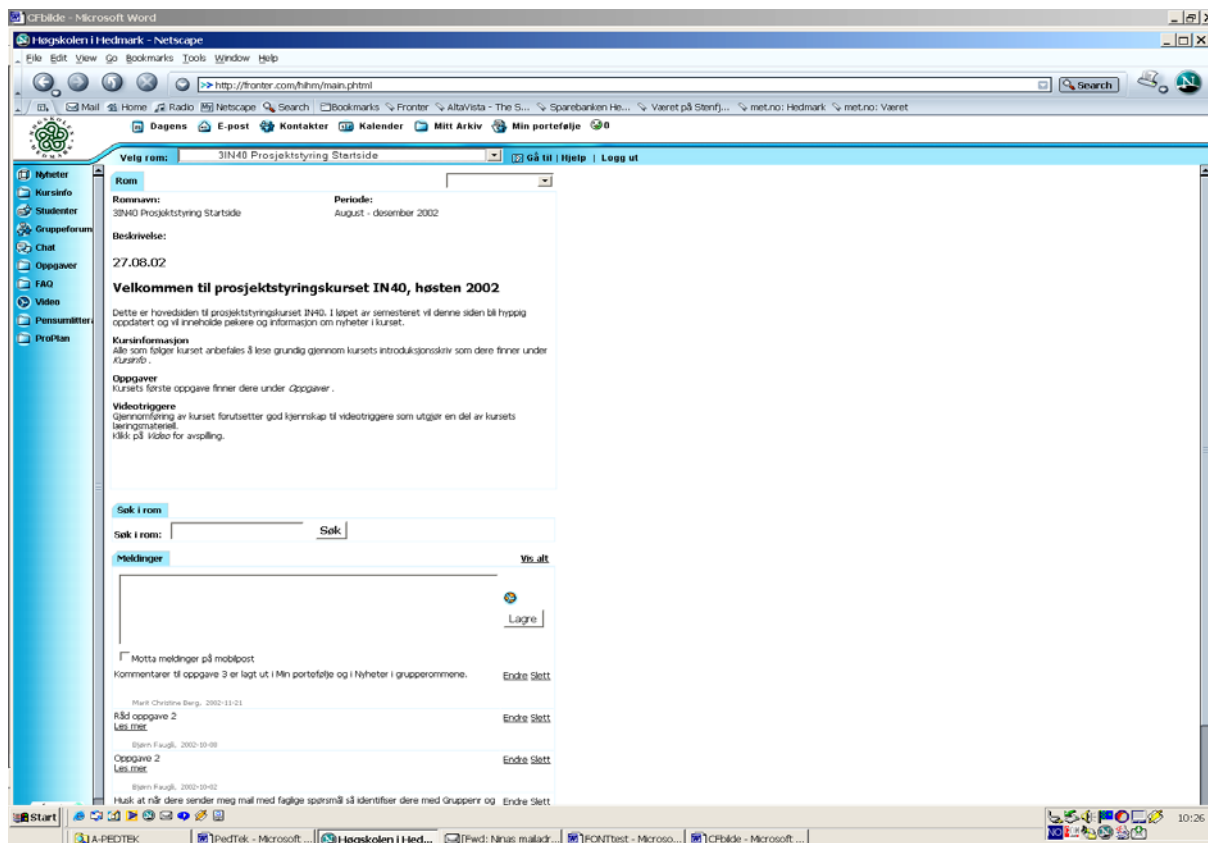 CFbilde - Microsoft Word
Høgskolen i Hedmark - Netscape
File Edit View Go Bookmarks Tools Window Help
http://fronter.com/hihm/main.phtml Search
Mail Home Radio Netscape Search Bookmarks Fronter AltaVista - The S... Sparebanken He... Været på Stenfj... met.no: Hedmark met.no: Været
Dagens E-post Kontakter Kalender Mitt Arkiv Min portefølje 0
Velg rom: 3IN40 Prosjektstyring Startside Gå til | Hjelp | Logg ut
Nyheter
Kursinfo
Studenter
Gruppeforum
Chat
Oppgaver
FAQ
Video
Pensumlitter
ProPlan
Rom
Romnavn: Periode:
3IN40 Prosjektstyring Startside August - desember 2002
Beskrivelse:
27.08.02
Velkommen til prosjektstyringskurset IN40, høsten 2002
Dette er hovedsiden til prosjektstyringskurset IN40. I løpet av semesteret vil denne siden bli hyppig
oppdatert og vil inneholde pekere og informasjon om nyheter i kurset.
Kursinformasjon
Alle som følger kurset anbefales å lese grundig gjennom kursets introduksjonsskriv som dere finner under
Kursinfo .
Oppgaver
Kursets første oppgave finner dere under Oppgaver .
Videotriggere
Gjennomføring av kurset forutsetter god kjennskap til videotriggere som utgjør en del av kursets
læringsmateriell.
Klikk på Video for avspilling.
Søk i rom
Søk i rom: Søk
Meldinger Vis alt
Lagre
Motta meldinger på mobilpost
Kommentarer til oppgave 3 er lagt ut i Min portefølje og i Nyheter i grupperommene. Endre Slett
Marit Christine Berg, 2002-11-21
Råd oppgave 2 Endre Slett
Les mer
Bjørn Faugli, 2002-10-08
Oppgave 2 Endre Slett
Les mer
Bjørn Faugli, 2002-10-02
Husk at når dere sender meg mail med faglige spørsmål så identifiser dere med Gruppenr og Endre Slett
Start 10:26
NO
A-PEDTEK PedTek - Microsoft ... Høgskolen i Hed... [Fwd: Ninas mailadr... FONTtest - Microso... CFbilde - Microsoft ...